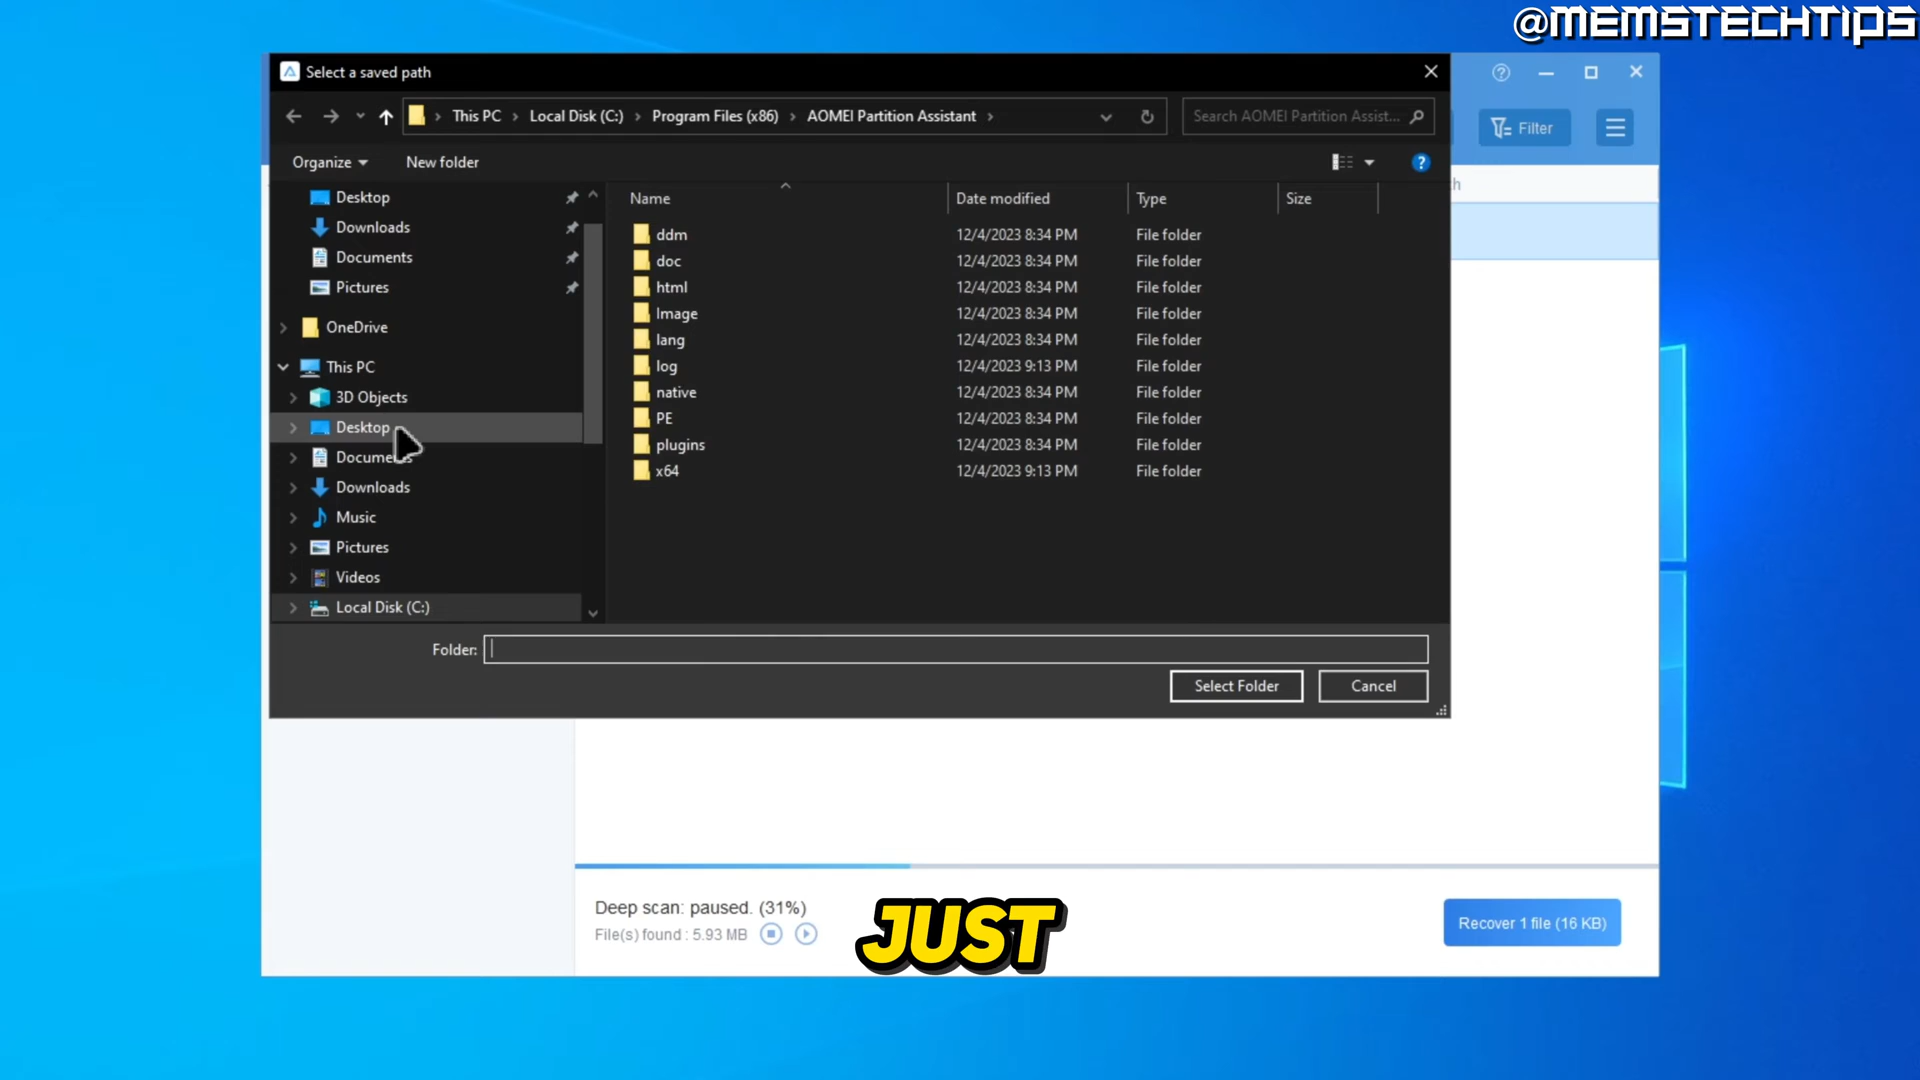 @MEMSTECHTIPS
Select a saved path
This PC > Local Disk (C:) > Program Files (x86) > AOMEI Partition Assistant >
Search AOMEI Partition Assist...
Filter
Organize
New folder
?
Name
Date modified
Type
Size
Desktop
Downloads
Documents
Pictures
OneDrive
This PC
3D Objects
Desktop
Documents
Downloads
Music
Pictures
Videos
Local Disk (C:)
ddm 12/4/2023 8:34 PM File folder
doc 12/4/2023 8:34 PM File folder
html 12/4/2023 8:34 PM File folder
Image 12/4/2023 8:34 PM File folder
lang 12/4/2023 8:34 PM File folder
log 12/4/2023 9:13 PM File folder
native 12/4/2023 8:34 PM File folder
PE 12/4/2023 8:34 PM File folder
plugins 12/4/2023 8:34 PM File folder
x64 12/4/2023 9:13 PM File folder
Folder:
Select Folder
Cancel
Deep scan: paused. (31%)
File(s) found : 5.93 MB
JUST
Recover 1 file (16 KB)